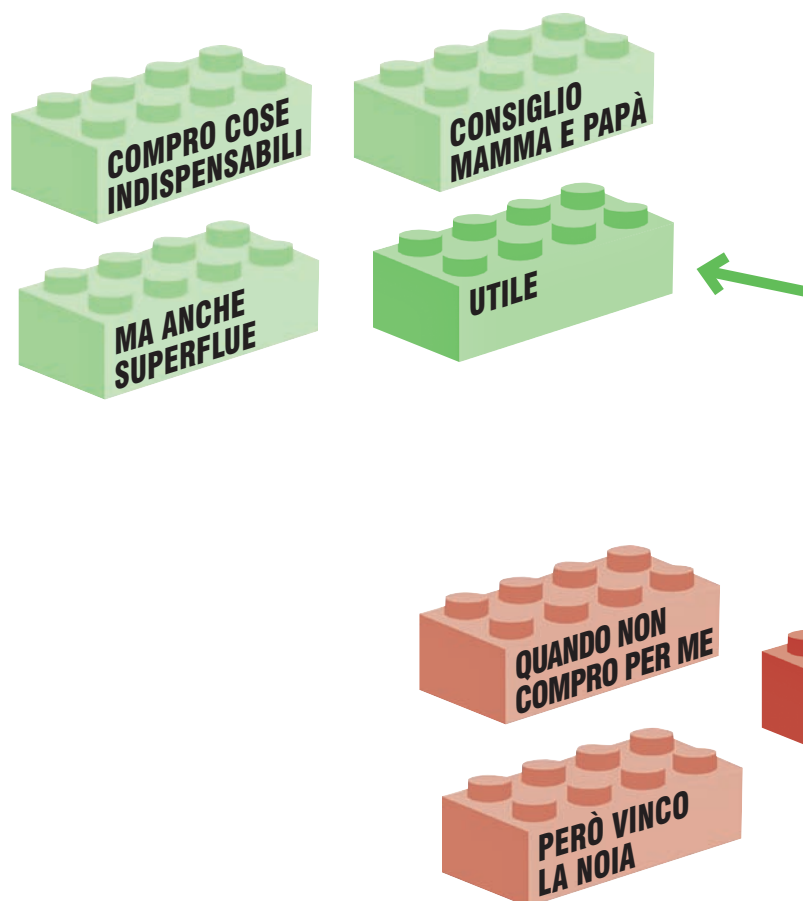 COMPRO COSE
INDISPENSABILI
CONSIGLIO
MAMMA E PAPÀ
MA ANCHE
SUPERFLUE
UTILE
QUANDO NON
COMPRO PER ME
PERÒ VINCO
LA NOIA